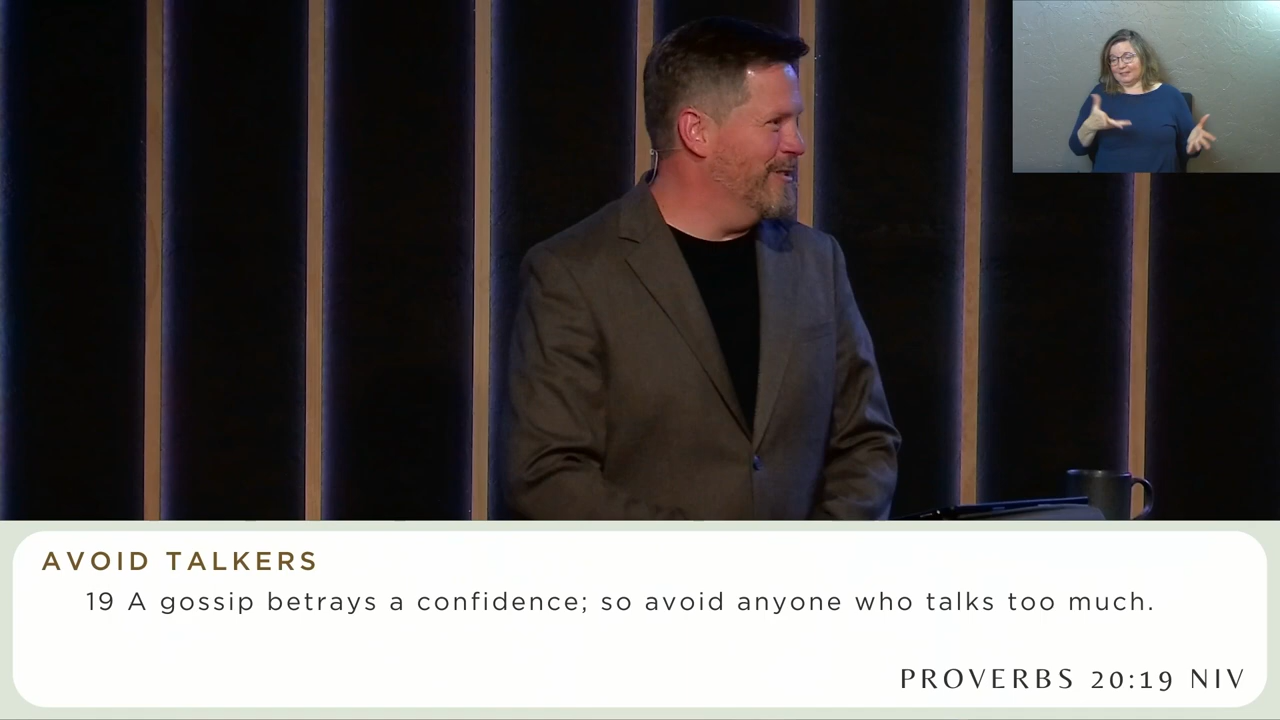 AVOID TALKERS
19 A gossip betrays a confidence; so avoid anyone who talks too much.
PROVERBS 20:19 NIV